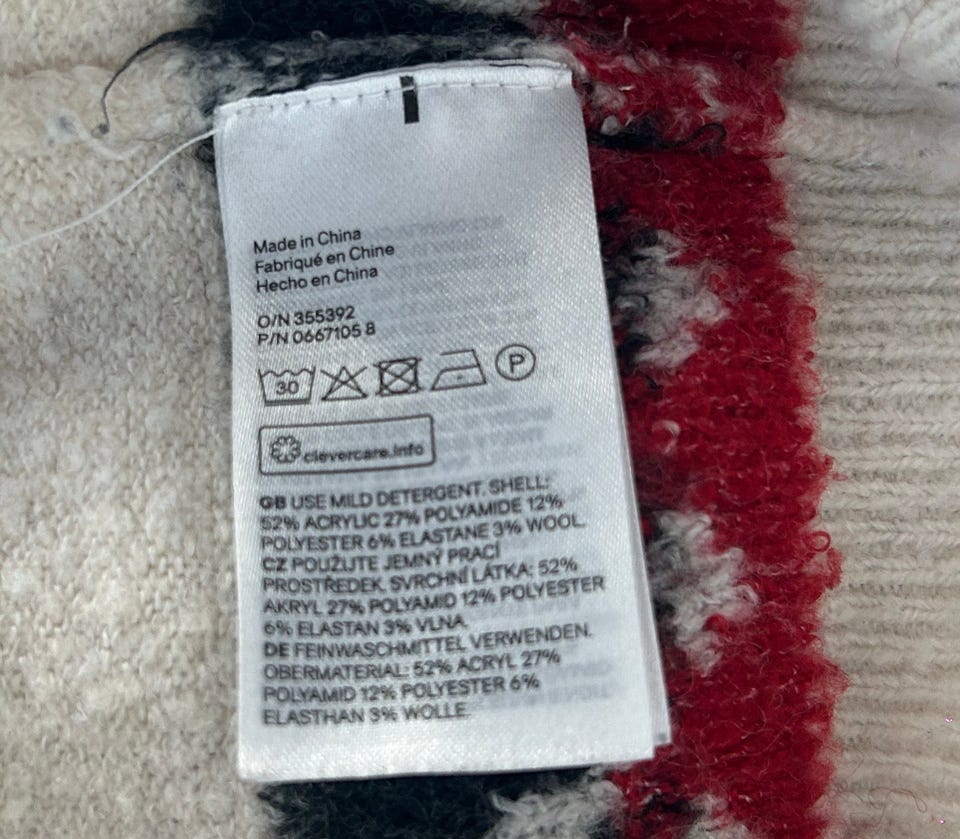 Made in China
Fabriqué en Chine
Hecho en China
O/N 355392
P/N 0667105 8
30 P
clevercare.info
GB USE MILD DETERGENT. SHELL:
52% ACRYLIC 27% POLYAMIDE 12%
POLYESTER 6% ELASTANE 3% WOOL.
CZ POUŽIJTE JEMNÝ PRACÍ
PROSTŘEDEK. SVRCHNÍ LÁTKA: 52%
AKRYL 27% POLYAMID 12% POLYESTER
6% ELASTAN 3% VLNA.
DE FEINWASCHMITTEL VERWENDEN.
OBERMATERIAL: 52% ACRYL 27%
POLYAMID 12% POLYESTER 6%
ELASTHAN 3% WOLLE.